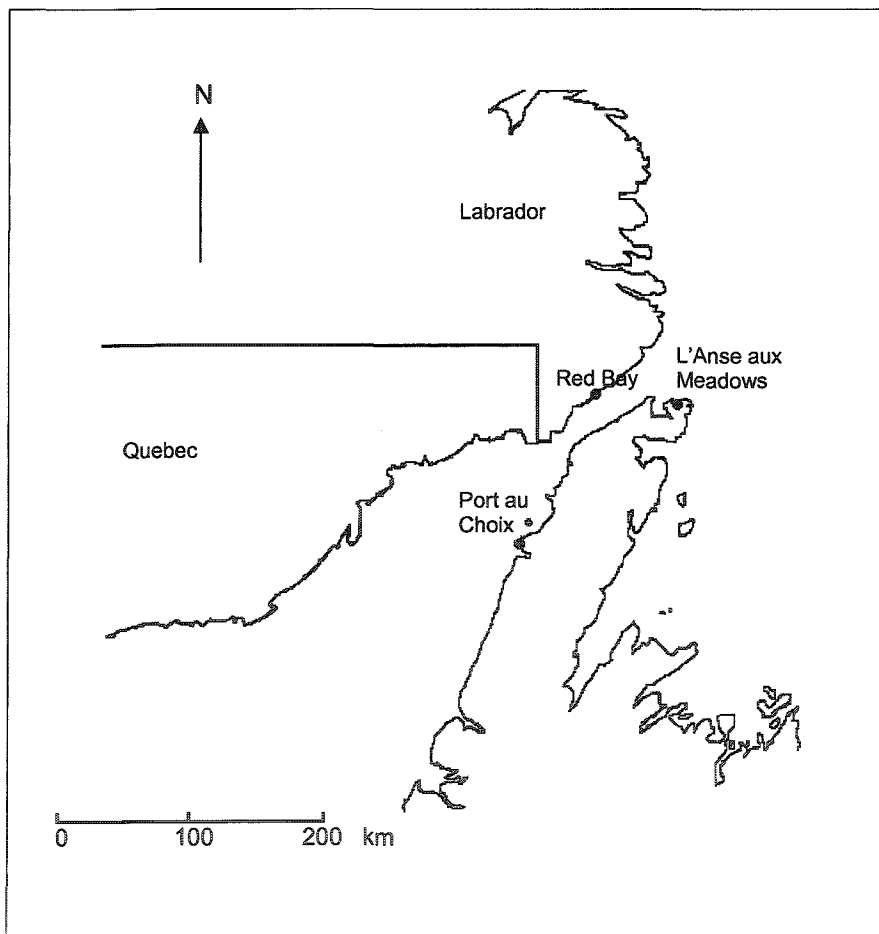 N
Labrador
L'Anse aux
Meadows
Red Bay
Quebec
Port au
Choix
0 100 200 km